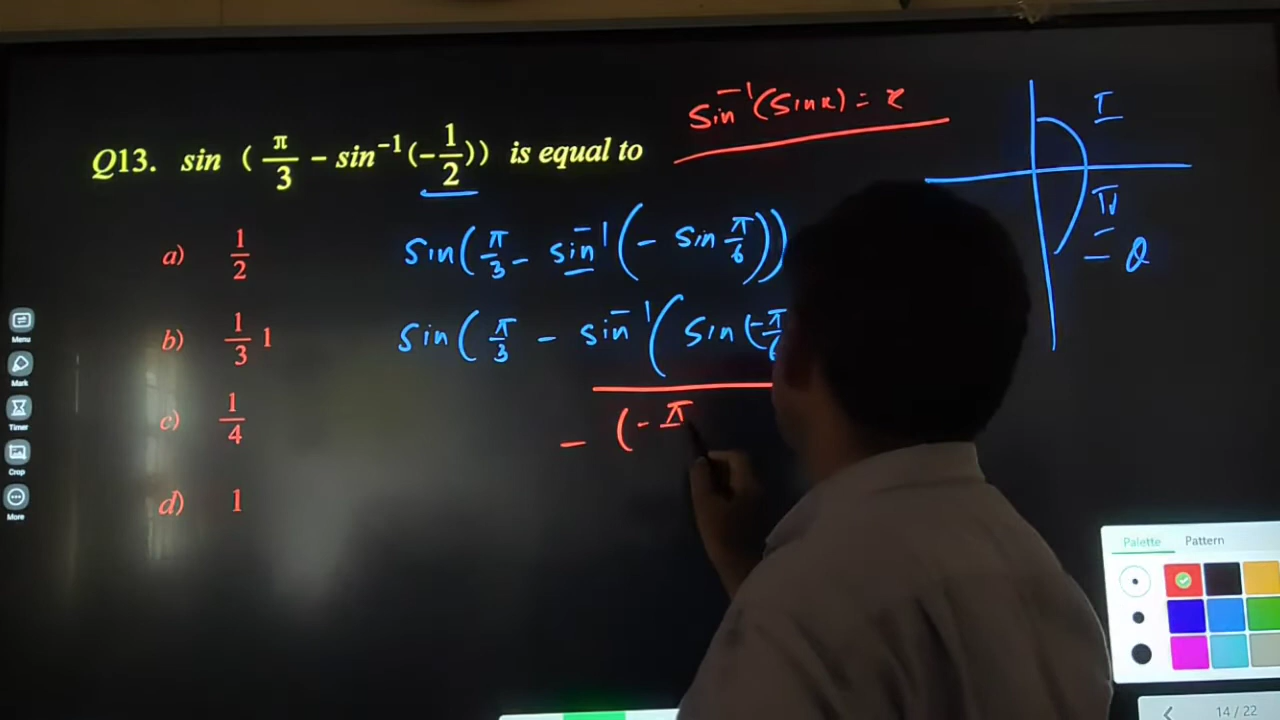 sin⁻¹(sin x) = x
Q13. sin ( π/3 − sin⁻¹(−1/2)) is equal to
a) 1/2
b) 1/3 1
c) 1/4
d) 1
sin(π/3 − sin⁻¹(− sin π/6))
sin(π/3 − sin⁻¹(sin(−π/6
− (−π
I
IV
− θ
Menu
Mark
Timer
Crop
More
Palette Pattern
14/22